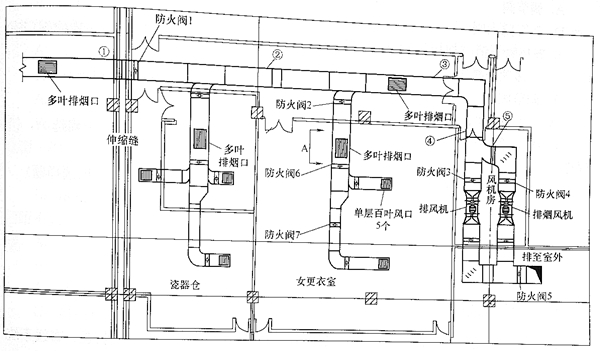 ① 防火阀1
②
③
多叶排烟口
防火阀2
多叶排烟口
伸缩缝
④
⑤
A
多叶
排烟口
多叶排烟口
防火阀6
防火阀3
风机房
防火阀4
单层百叶风口
5个
排风机
排烟风机
防火阀7
排至室外
瓷器仓
女更衣室
防火阀5